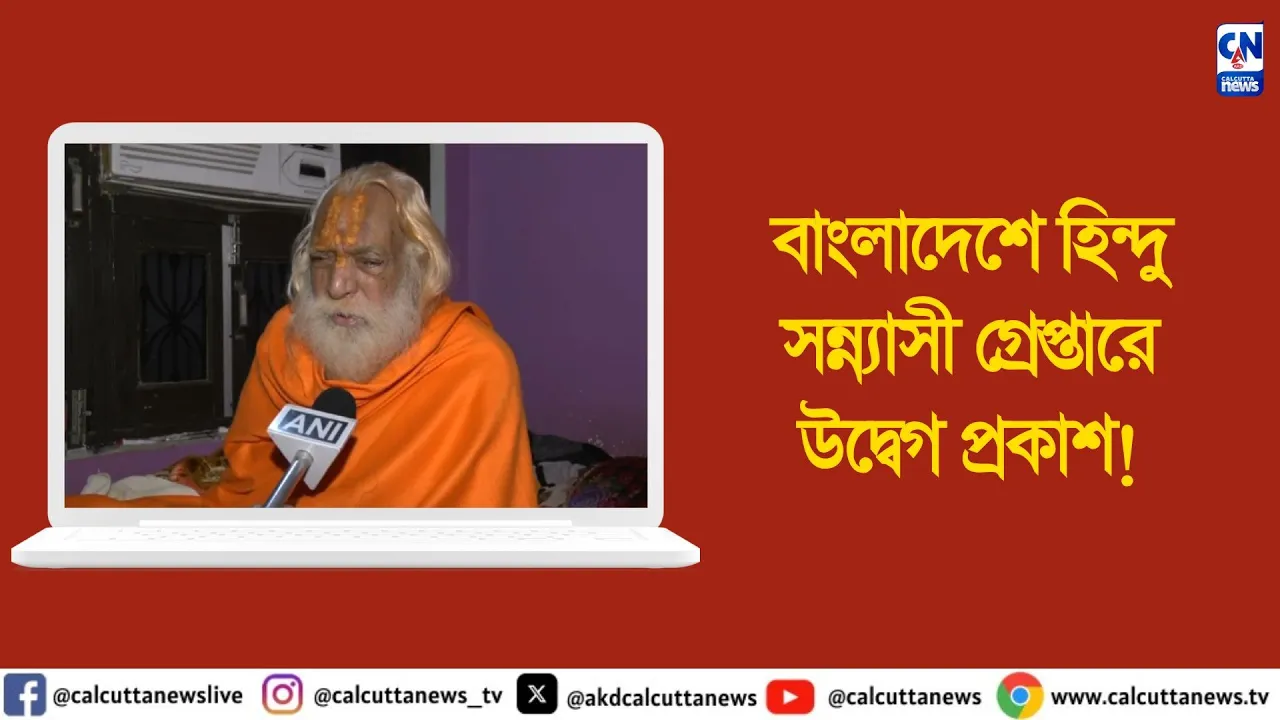 CN
CALCUTTA
news
ANI
বাংলাদেশে হিন্দু
সন্ন্যাসী গ্রেপ্তারে
উদ্বেগ প্রকাশ!
@calcuttanewslive @calcuttanews_tv @akdcalcuttanews @calcuttanews www.calcuttanews.tv